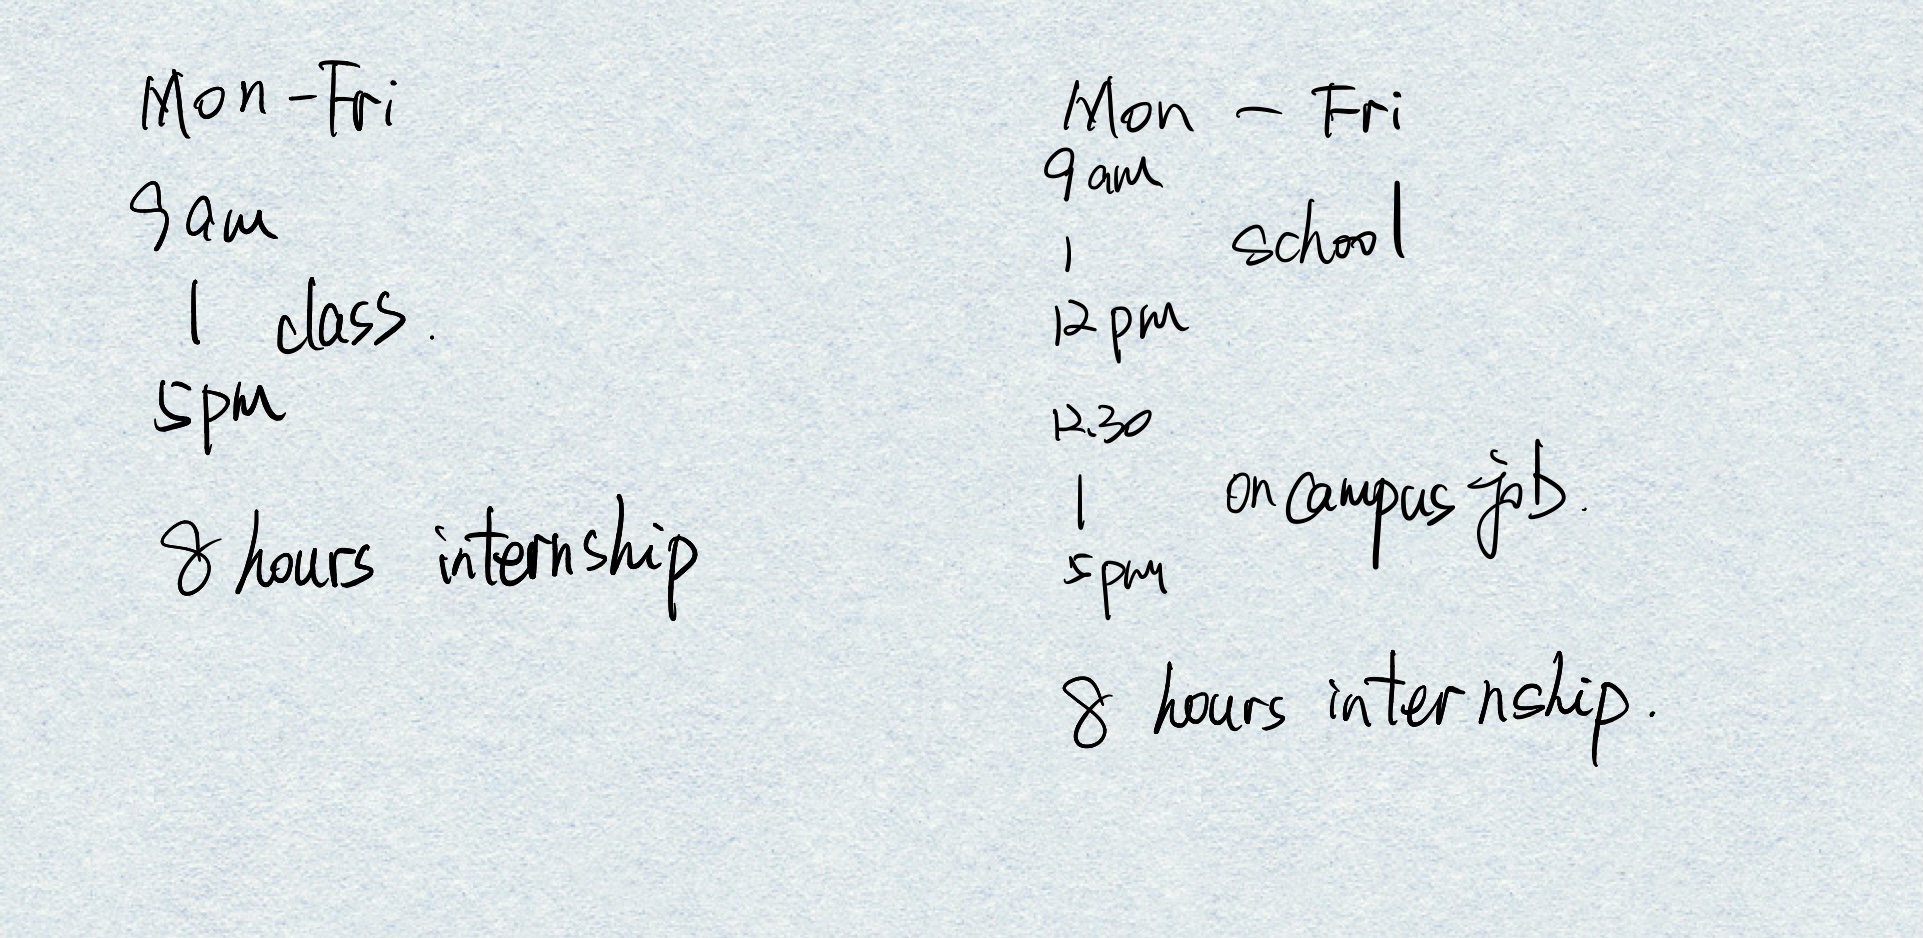 Mon - Fri
9am
| class.
5pm
8 hours internship
Mon - Fri
9am
| school
12pm
12.30
| on campus job.
5pm
8 hours internship.